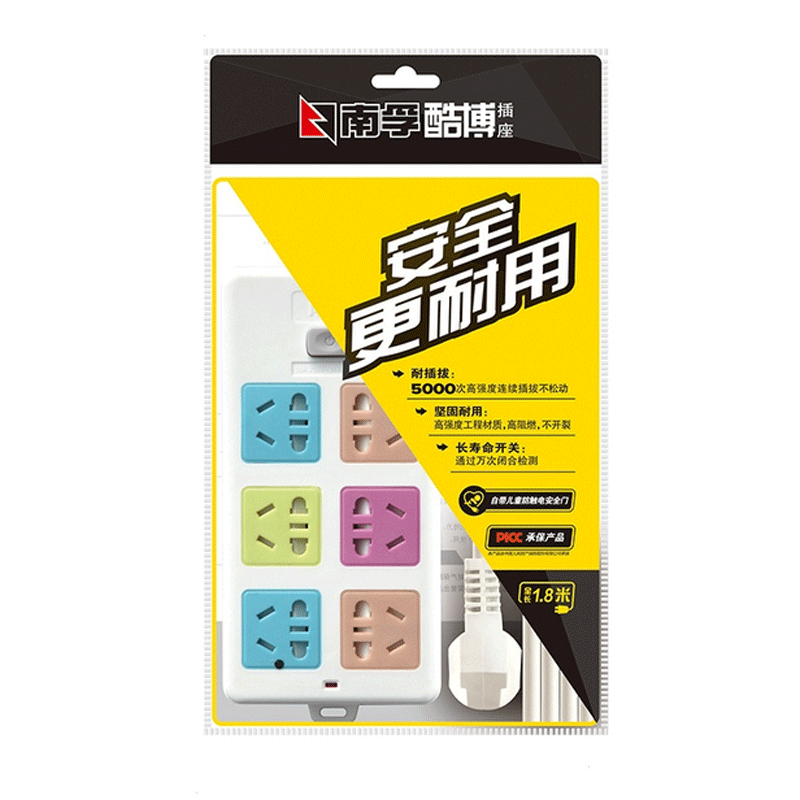 南孚酷博插座
安全
更耐用
耐插拔:
5000次高强度连续插拔不松动
坚固耐用:
高强度工程材质,高阻燃,不开裂
长寿命开关:
通过万次闭合检测
自带儿童防触电安全门
PICC 承保产品
全长1.8米